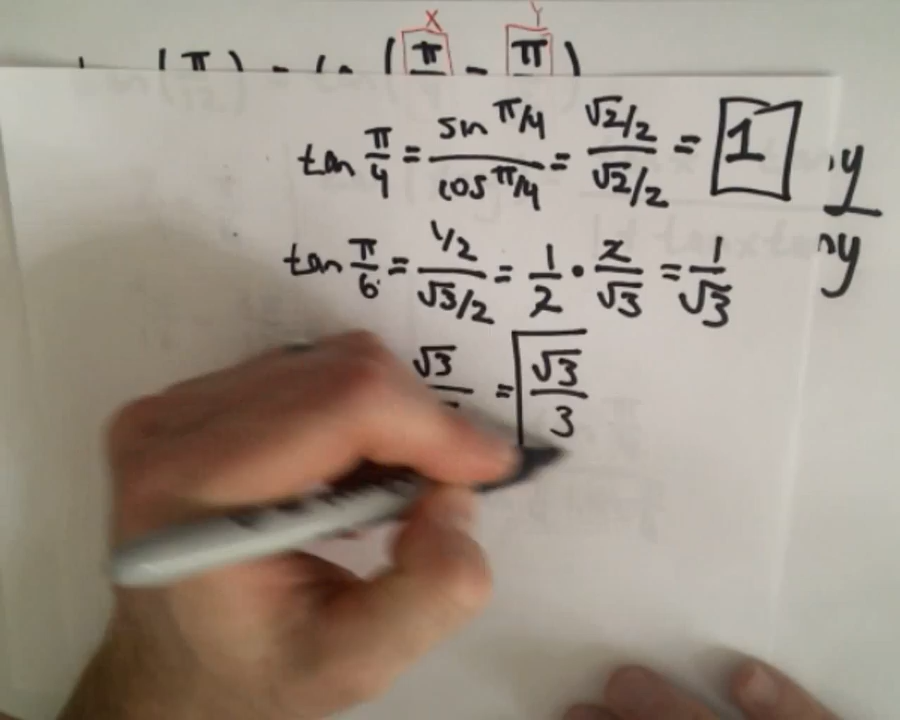 X Y
(π ) - (π - π)
tan π/4 = sin π/4 / cos π/4 = √2/2 / √2/2 = 1 y
tan π/6 = 1/2 / √3/2 = 1/2 · 2/√3 = 1/√3 y
√3 = √3/3